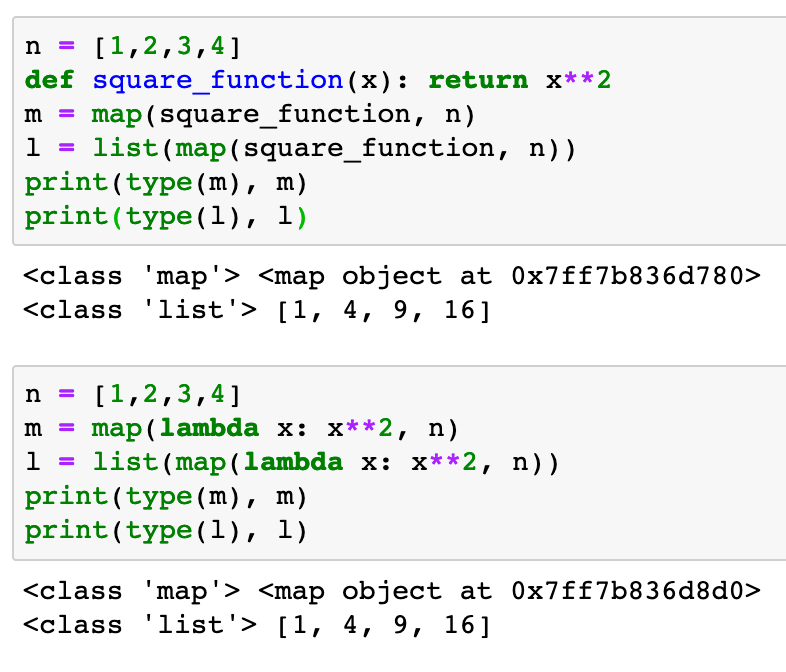 n = [1,2,3,4]
def square_function(x): return x**2
m = map(square_function, n)
l = list(map(square_function, n))
print(type(m), m)
print(type(l), l)
<class 'map'> <map object at 0x7ff7b836d780>
<class 'list'> [1, 4, 9, 16]
n = [1,2,3,4]
m = map(lambda x: x**2, n)
l = list(map(lambda x: x**2, n))
print(type(m), m)
print(type(l), l)
<class 'map'> <map object at 0x7ff7b836d8d0>
<class 'list'> [1, 4, 9, 16]